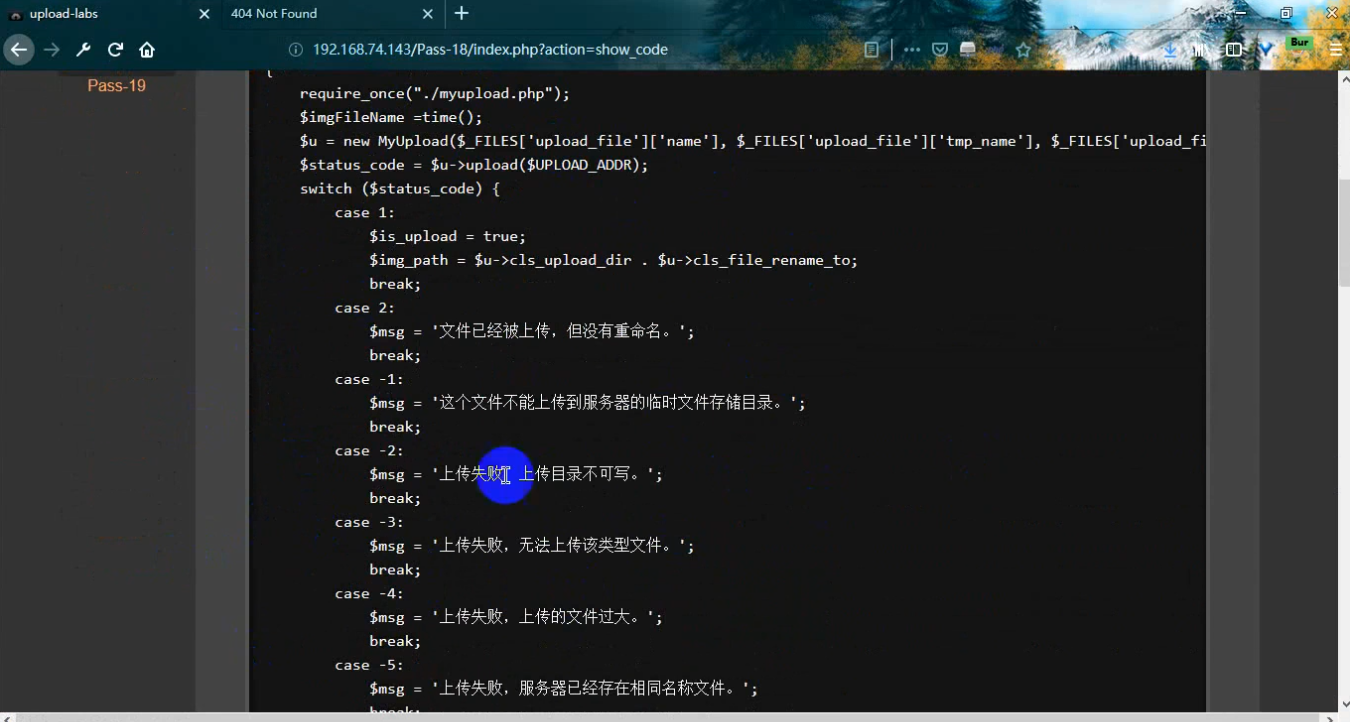 upload-labs
404 Not Found
192.168.74.143/Pass-18/index.php?action=show_code
Bur
Pass-19
{
require_once("./myupload.php");
$imgFileName =time();
$u = new MyUpload($_FILES['upload_file']['name'], $_FILES['upload_file']['tmp_name'], $_FILES['upload_fi
$status_code = $u->upload($UPLOAD_ADDR);
switch ($status_code) {
case 1:
$is_upload = true;
$img_path = $u->cls_upload_dir . $u->cls_file_rename_to;
break;
case 2:
$msg = '文件已经被上传，但没有重命名。';
break;
case -1:
$msg = '这个文件不能上传到服务器的临时文件存储目录。';
break;
case -2:
$msg = '上传失败，上传目录不可写。';
break;
case -3:
$msg = '上传失败，无法上传该类型文件。';
break;
case -4:
$msg = '上传失败，上传的文件过大。';
break;
case -5:
$msg = '上传失败，服务器已经存在相同名称文件。';
break;